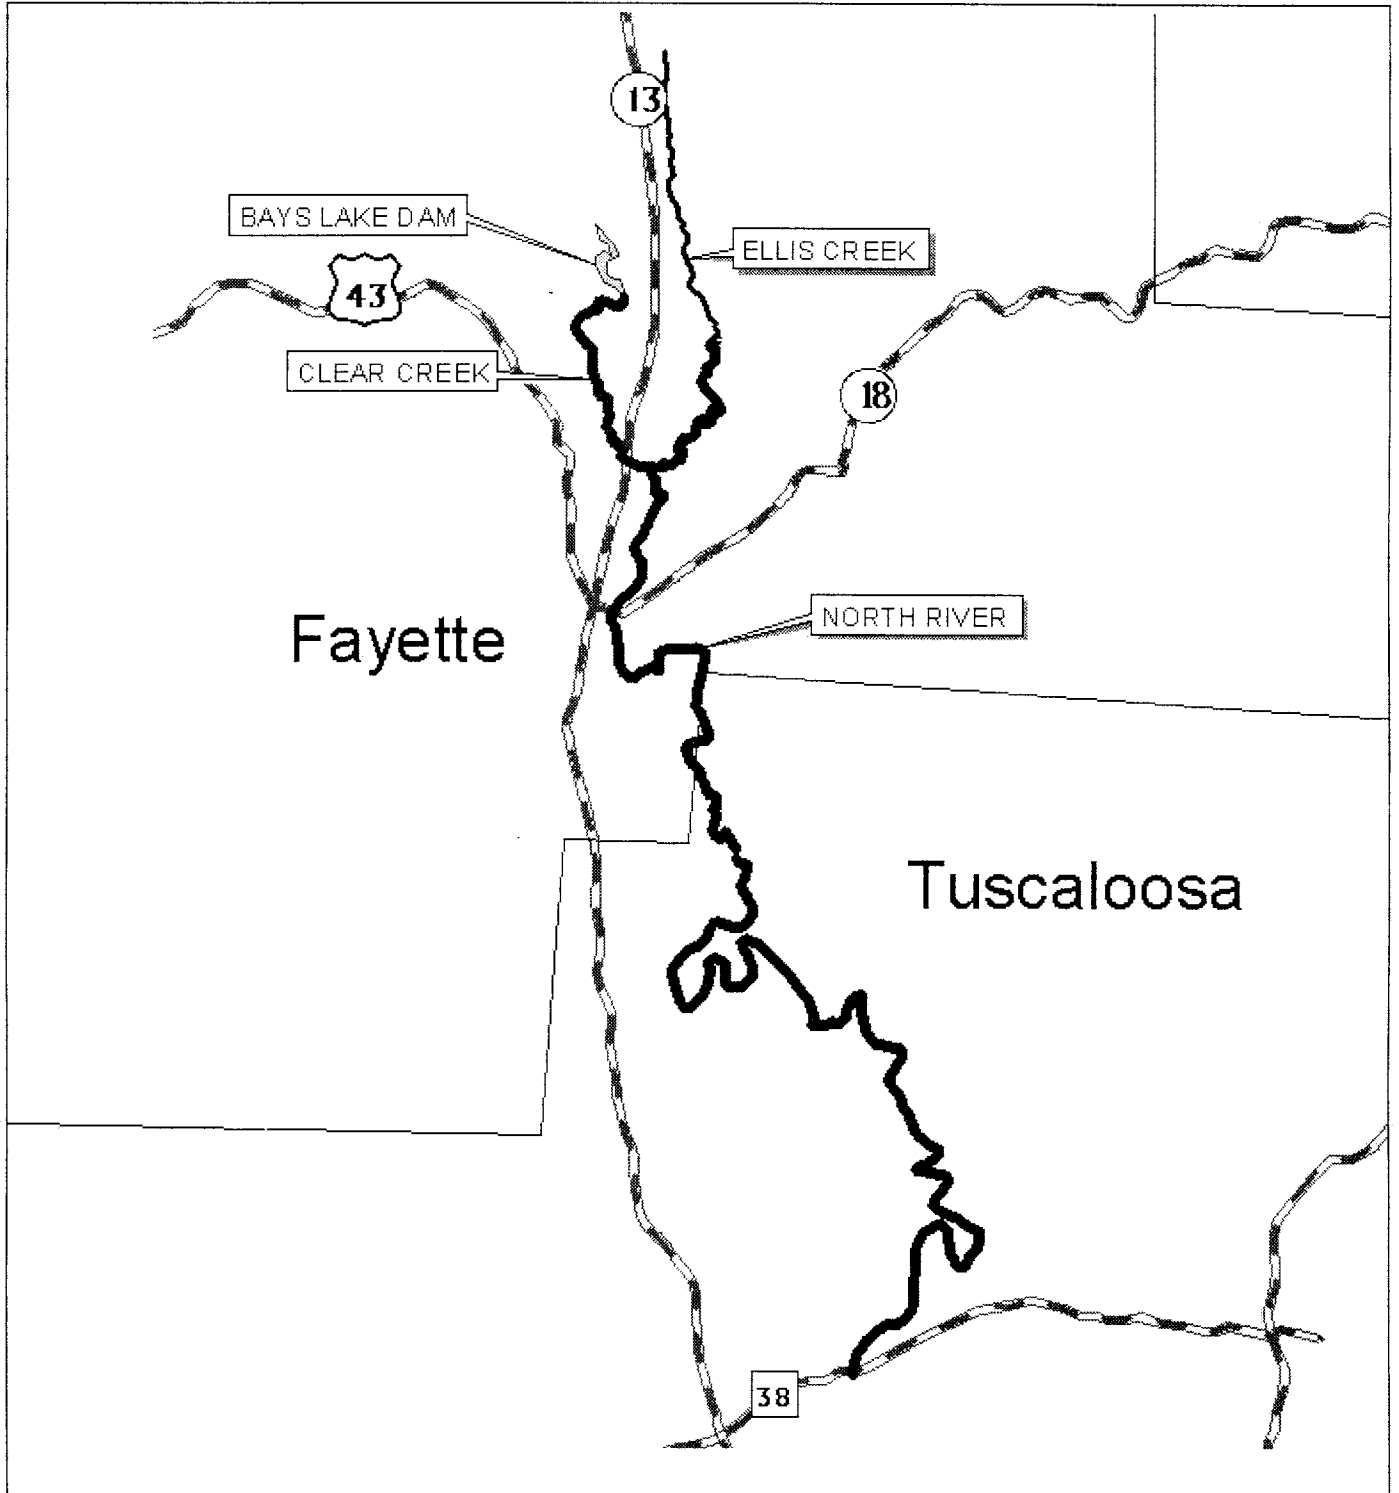 13
BAYS LAKE DAM
ELLIS CREEK
43
CLEAR CREEK
18
NORTH RIVER
Fayette
Tuscaloosa
38